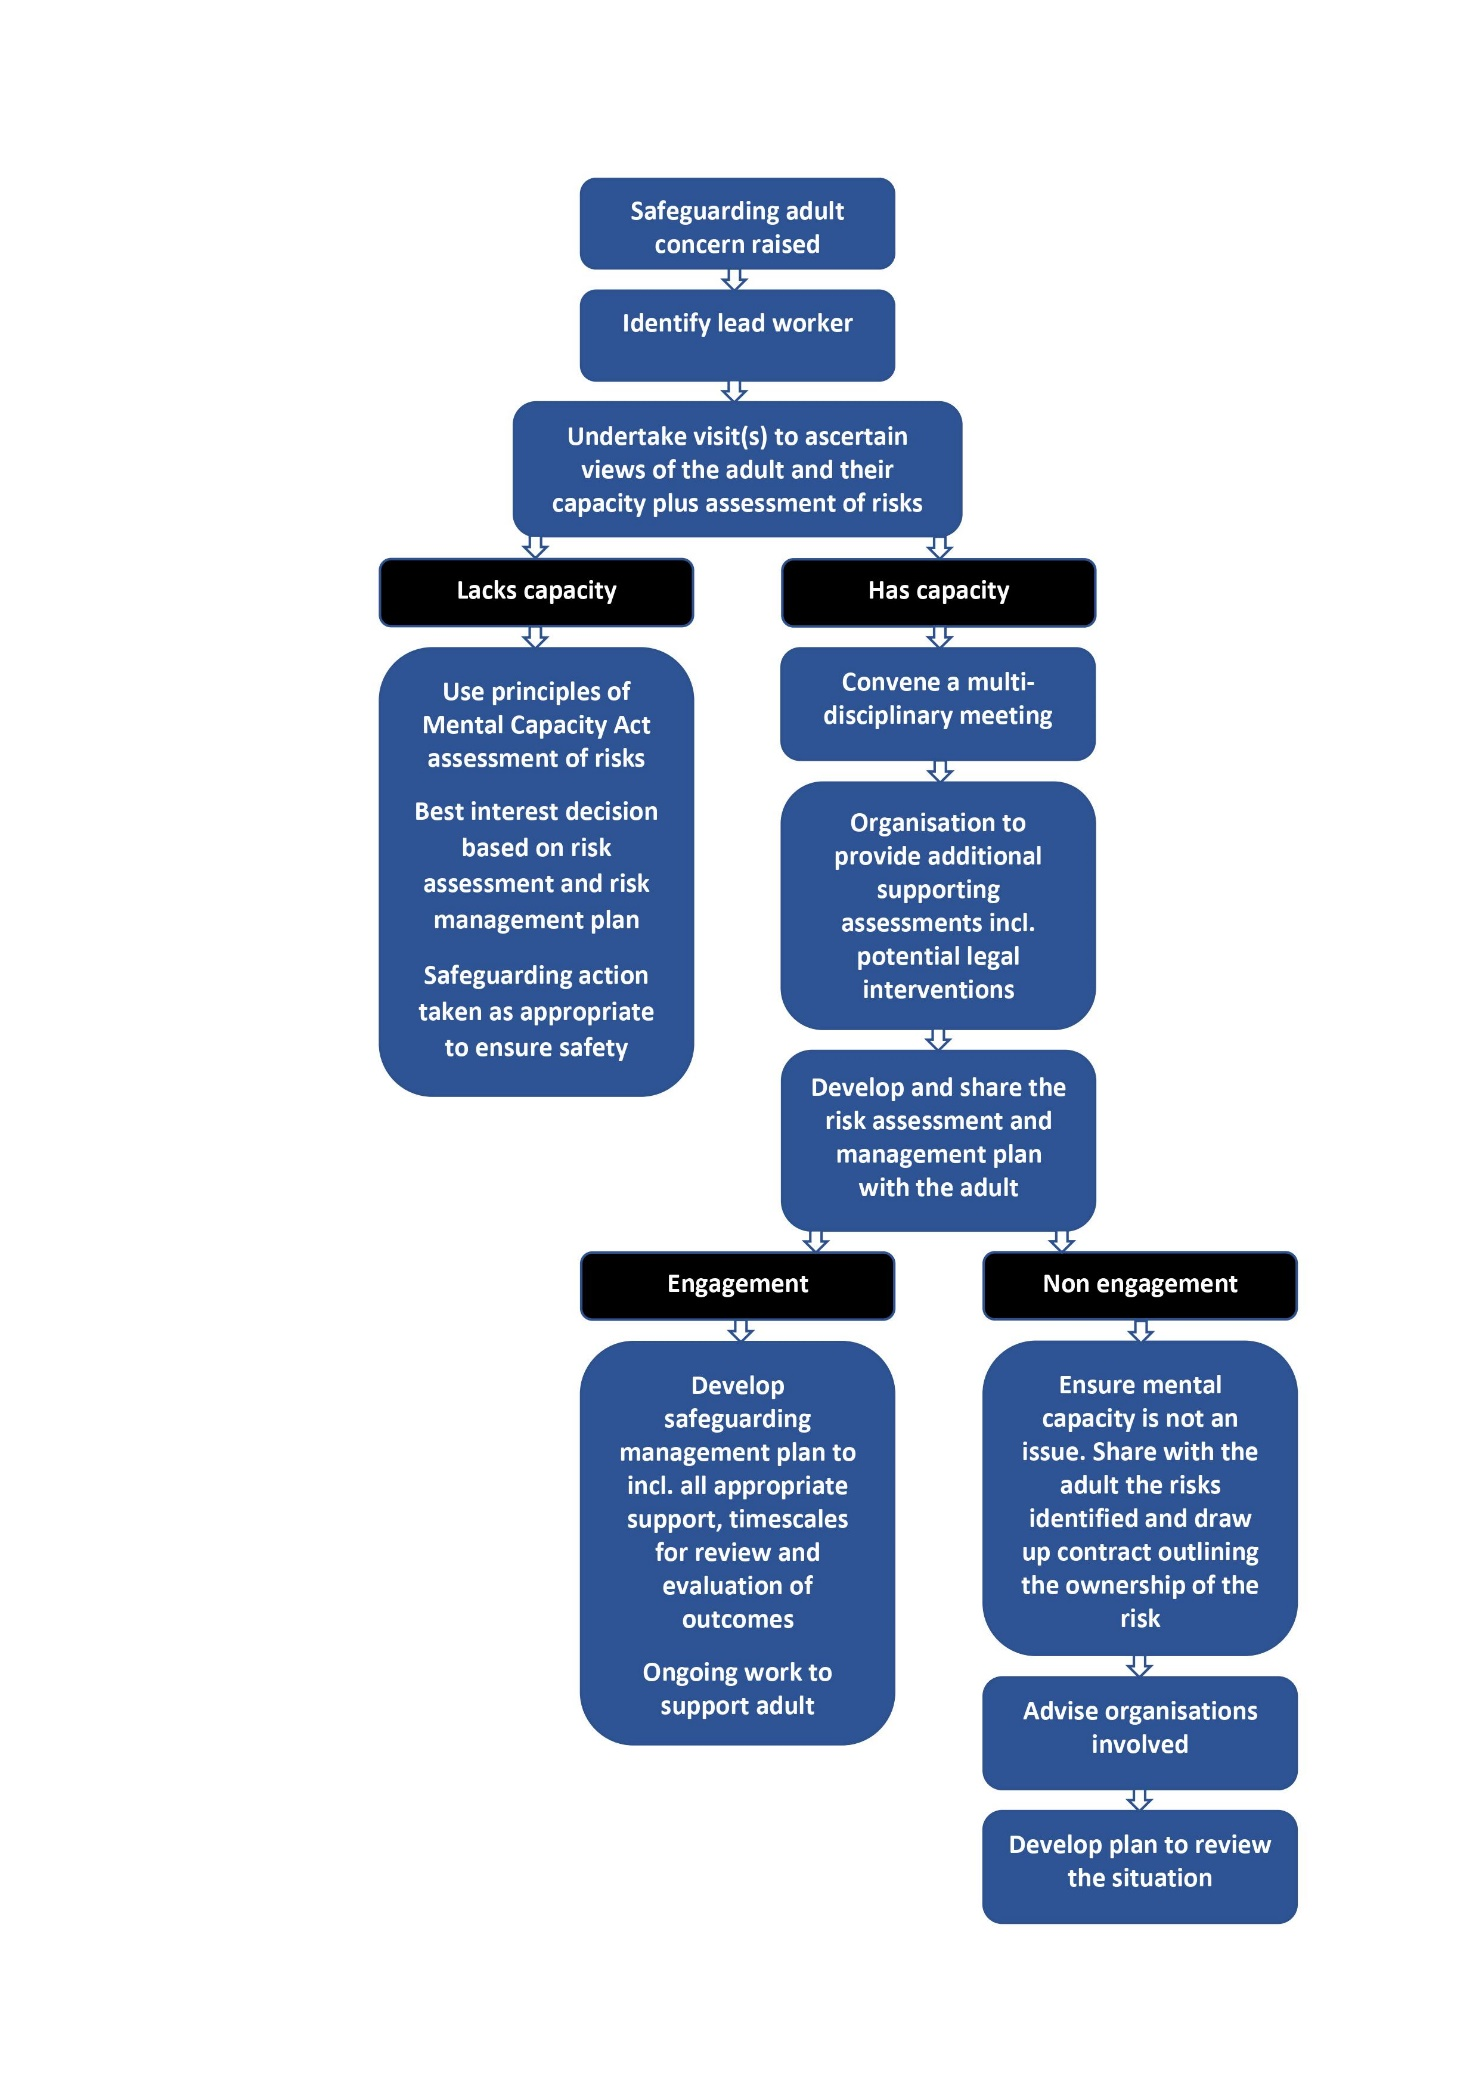 Safeguarding adult
concern raised
Identify lead worker
Undertake visit(s) to ascertain
views of the adult and their
capacity plus assessment of risks
Lacks capacity
Has capacity
Use principles of
Mental Capacity Act
assessment of risks
Best interest decision
based on risk
assessment and risk
management plan
Safeguarding action
taken as appropriate
to ensure safety
Convene a multi-
disciplinary meeting
Organisation to
provide additional
supporting
assessments incl.
potential legal
interventions
Develop and share the
risk assessment and
management plan
with the adult
Engagement
Non engagement
Develop
safeguarding
management plan to
incl. all appropriate
support, timescales
for review and
evaluation of
outcomes
Ongoing work to
support adult
Ensure mental
capacity is not an
issue. Share with the
adult the risks
identified and draw
up contract outlining
the ownership of the
risk
Advise organisations
involved
Develop plan to review
the situation